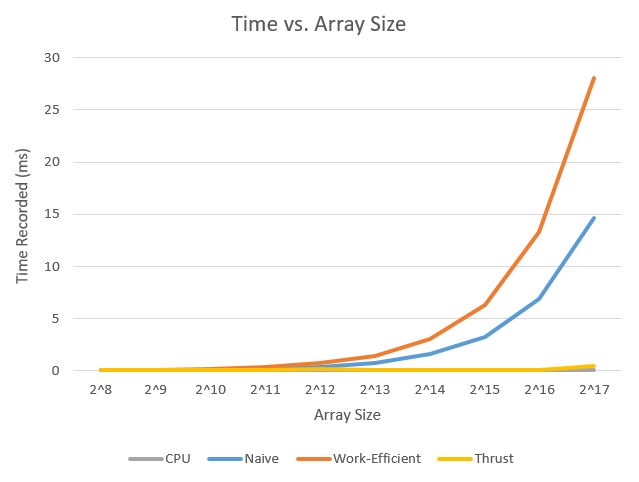 Time vs. Array Size
30
25
20
15
10
5
0
Time Recorded (ms)
2^8 2^9 2^10 2^11 2^12 2^13 2^14 2^15 2^16 2^17
Array Size
CPU Naive Work-Efficient Thrust